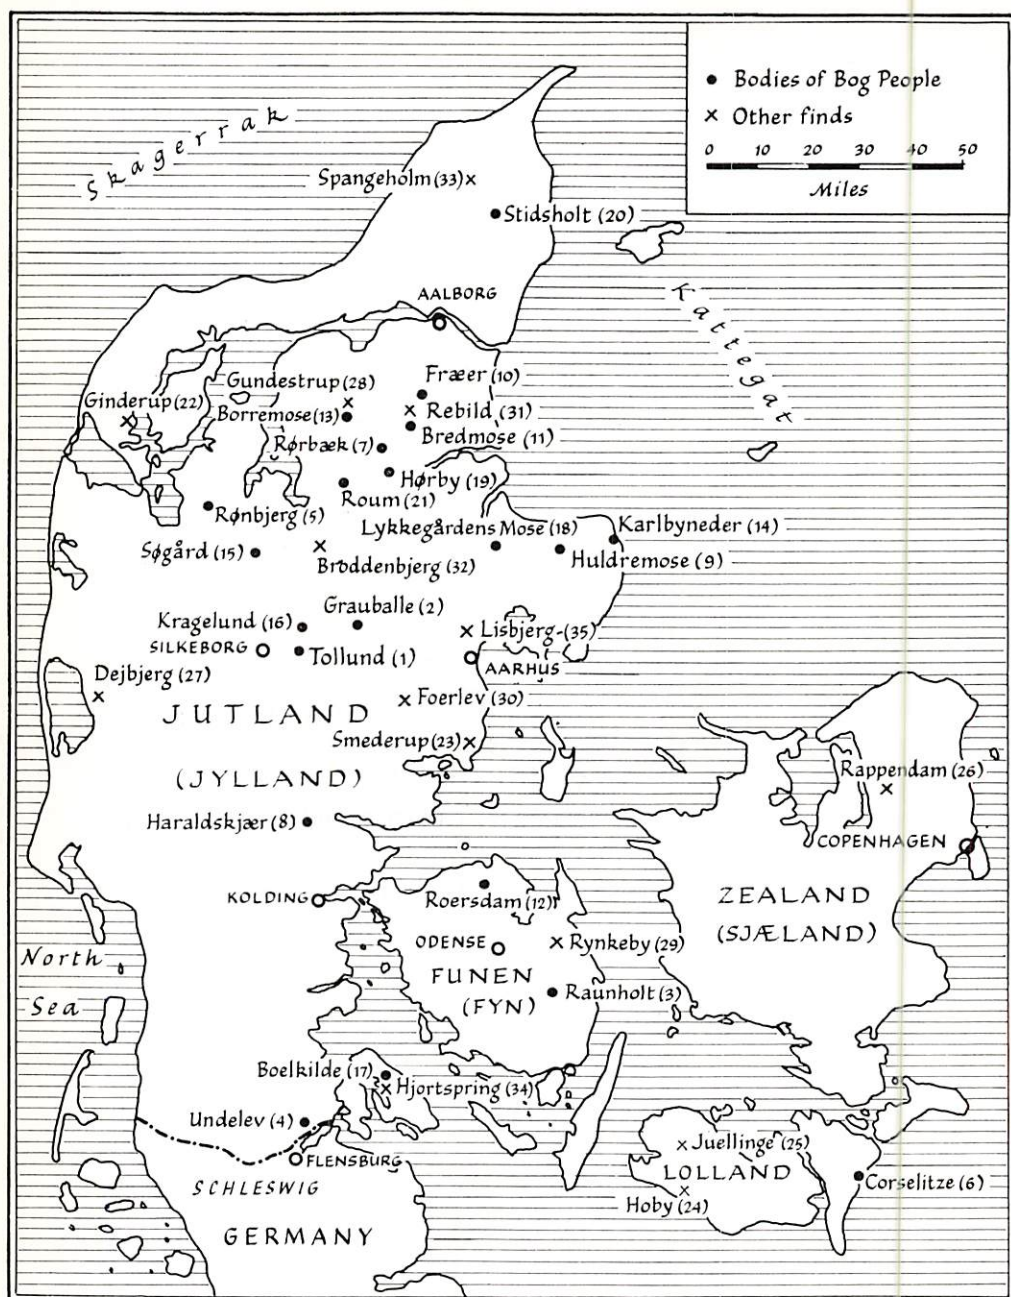 Bodies of Bog People
Other finds
0 10 20 30 40 50
Miles
Skagerrak
Spangeholm (33)
Stidsholt (20)
AALBORG
Kattegat
Fræer (10)
Gundestrup (28)
Ginderup (22)
Borremose (13)
Rebild (31)
Bredmose (11)
Rørbæk (7)
Hørby (19)
Roum (21)
Rønbjerg (5)
Lykkegårdens Mose (18)
Karlbyneder (14)
Søgård (15)
Broddenbjerg (32)
Huldremose (9)
Grauballe (2)
Kragelund (16)
Lisbjerg-(35)
SILKEBORG
Tollund (1)
AARHUS
Dejbjerg (27)
Foerlev (30)
JUTLAND
Smederup (23)
(JYLLAND)
Rappendam (26)
Haraldskjær (8)
COPENHAGEN
KOLDING
Roersdam (12)
ZEALAND
(SJÆLAND)
ODENSE
Rynkeby (29)
North
Sea
FUNEN
(FYN)
Raunholt (3)
Boelkilde (17)
Hjortspring (34)
Undelev (4)
Juellinge (25)
FLENSBURG
LOLLAND
Corselitze (6)
SCHLESWIG
Hoby (24)
GERMANY